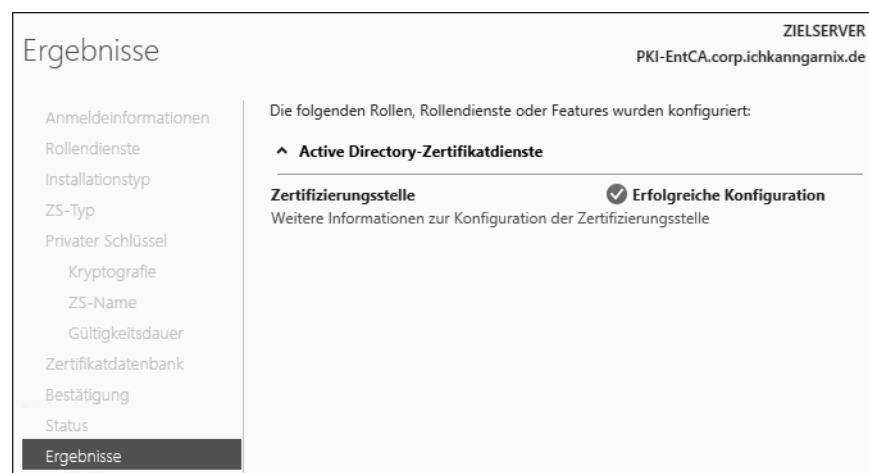 ZIELSERVER
Ergebnisse
PKI-EntCA.corp.ichkanngarnix.de
Anmeldeinformationen
Rollendienste
Installationstyp
ZS-Typ
Privater Schlüssel
Kryptografie
ZS-Name
Gültigkeitsdauer
Zertifikatdatenbank
Bestätigung
Status
Ergebnisse
Die folgenden Rollen, Rollendienste oder Features wurden konfiguriert:
Active Directory-Zertifikatdienste
Zertifizierungsstelle Erfolgreiche Konfiguration
Weitere Informationen zur Konfiguration der Zertifizierungsstelle